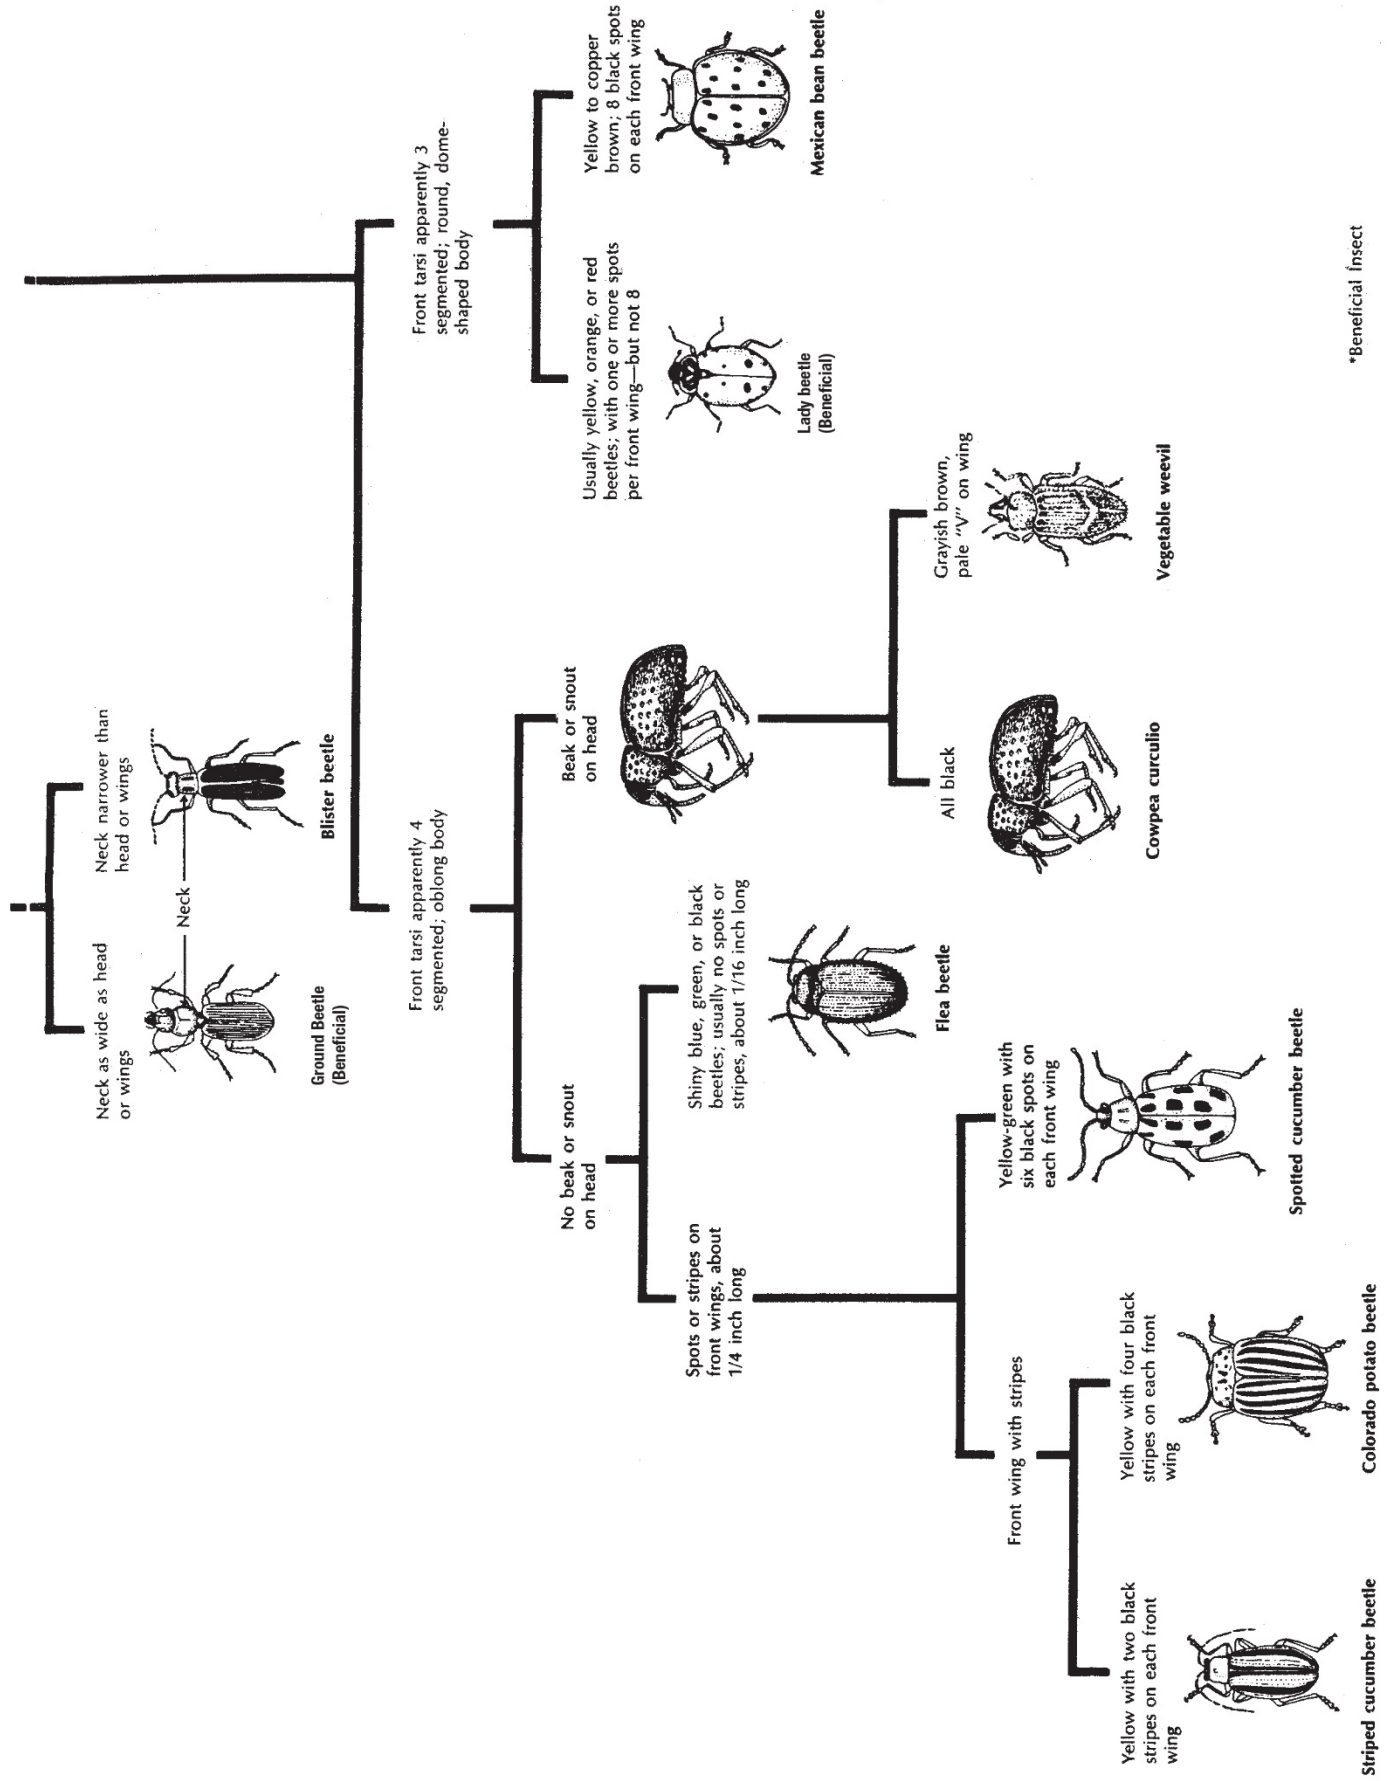 Neck as wide as head
or wings
Neck
Ground Beetle
(Beneficial)
Neck narrower than
head or wings
Blister beetle
Front tarsi apparently 4
segmented; oblong body
Front tarsi apparently 3
segmented; round, dome-
shaped body
No beak or snout
on head
Beak or snout
on head
Usually yellow, orange, or red
beetles; with one or more spots
per front wing—but not 8
Lady beetle
(Beneficial)
Yellow to copper
brown; 8 black spots
on each front wing
Mexican bean beetle
Spots or stripes on
front wings, about
1/4 inch long
Shiny blue, green, or black
beetles; usually no spots or
stripes, about 1/16 inch long
Flea beetle
All black
Cowpea curculio
Grayish brown,
pale "V" on wing
Vegetable weevil
Front wing with stripes
Yellow-green with
six black spots on
each front wing
Spotted cucumber beetle
Yellow with two black
stripes on each front
wing
Striped cucumber beetle
Yellow with four black
stripes on each front
wing
Colorado potato beetle
*Beneficial Insect